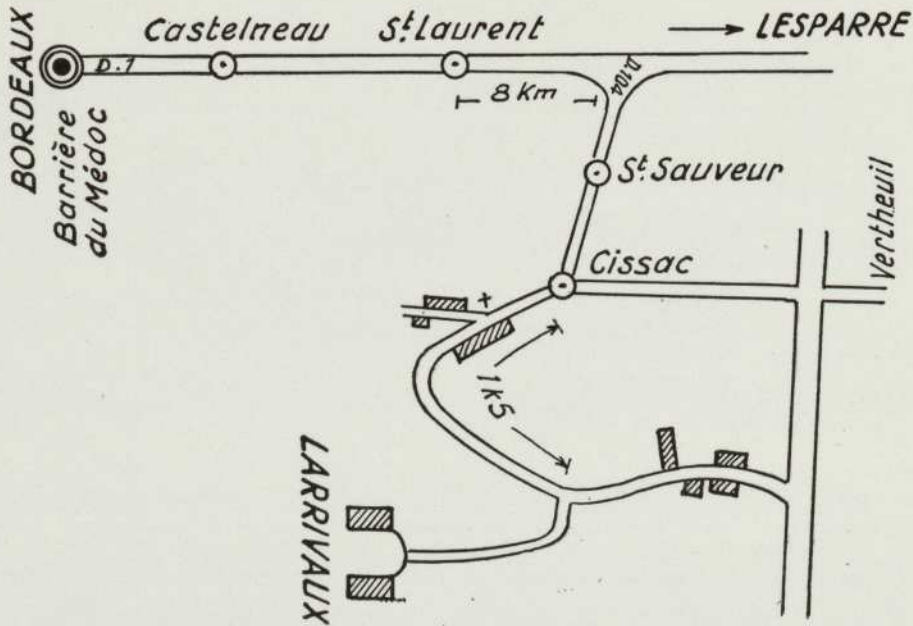 BORDEAUX
Barrière
du Médoc
D.1
Castelneau
St. Laurent
LESPARRE
8 Km
D.104
St. Sauveur
Cissac
Vertheuil
1k5
LARRIVAUX